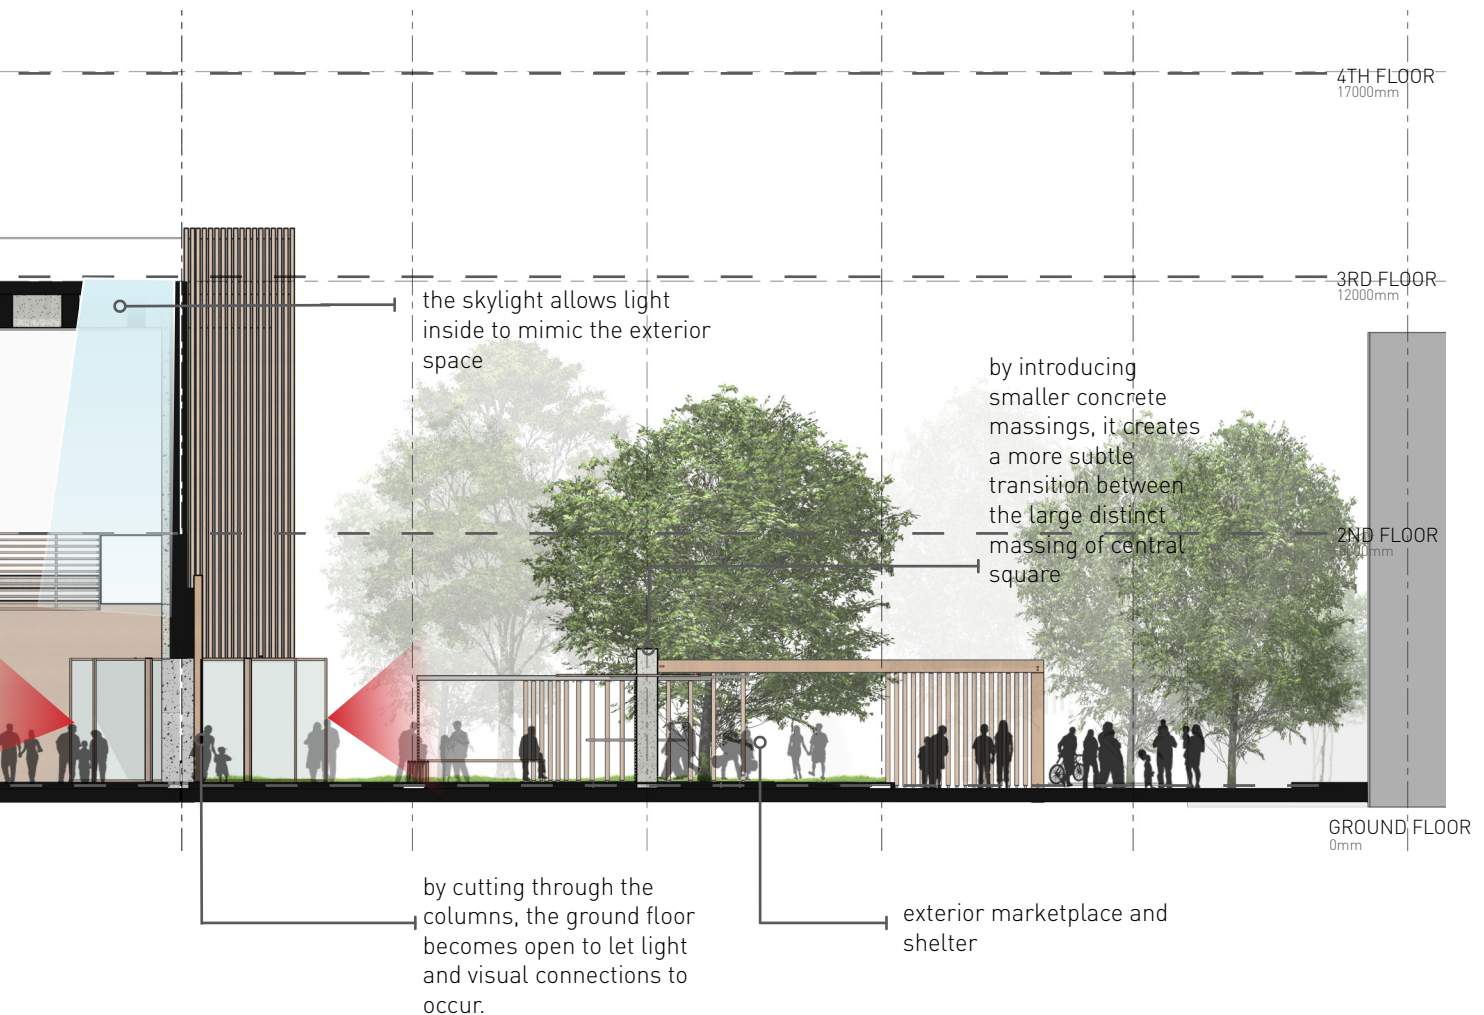 4TH FLOOR
17000mm
3RD FLOOR
12000mm
the skylight allows light
inside to mimic the exterior
space
by introducing
smaller concrete
massings, it creates
a more subtle
transition between
the large distinct
massing of central
square
2ND FLOOR
GROUND FLOOR
0mm
by cutting through the
columns, the ground floor
becomes open to let light
and visual connections to
occur.
exterior marketplace and
shelter